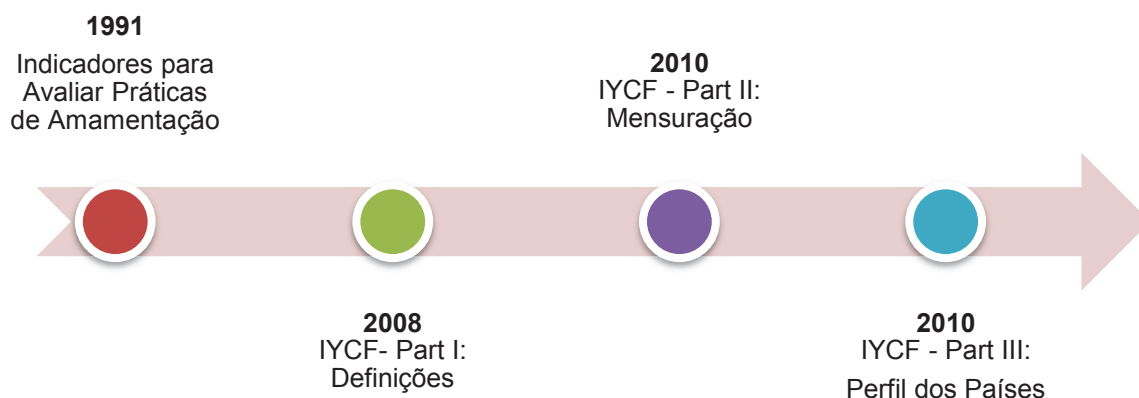 1991
Indicadores para
Avaliar Práticas
de Amamentação
2008
IYCF- Part I:
Definições
2010
IYCF - Part II:
Mensuração
2010
IYCF - Part III:
Perfil dos Países